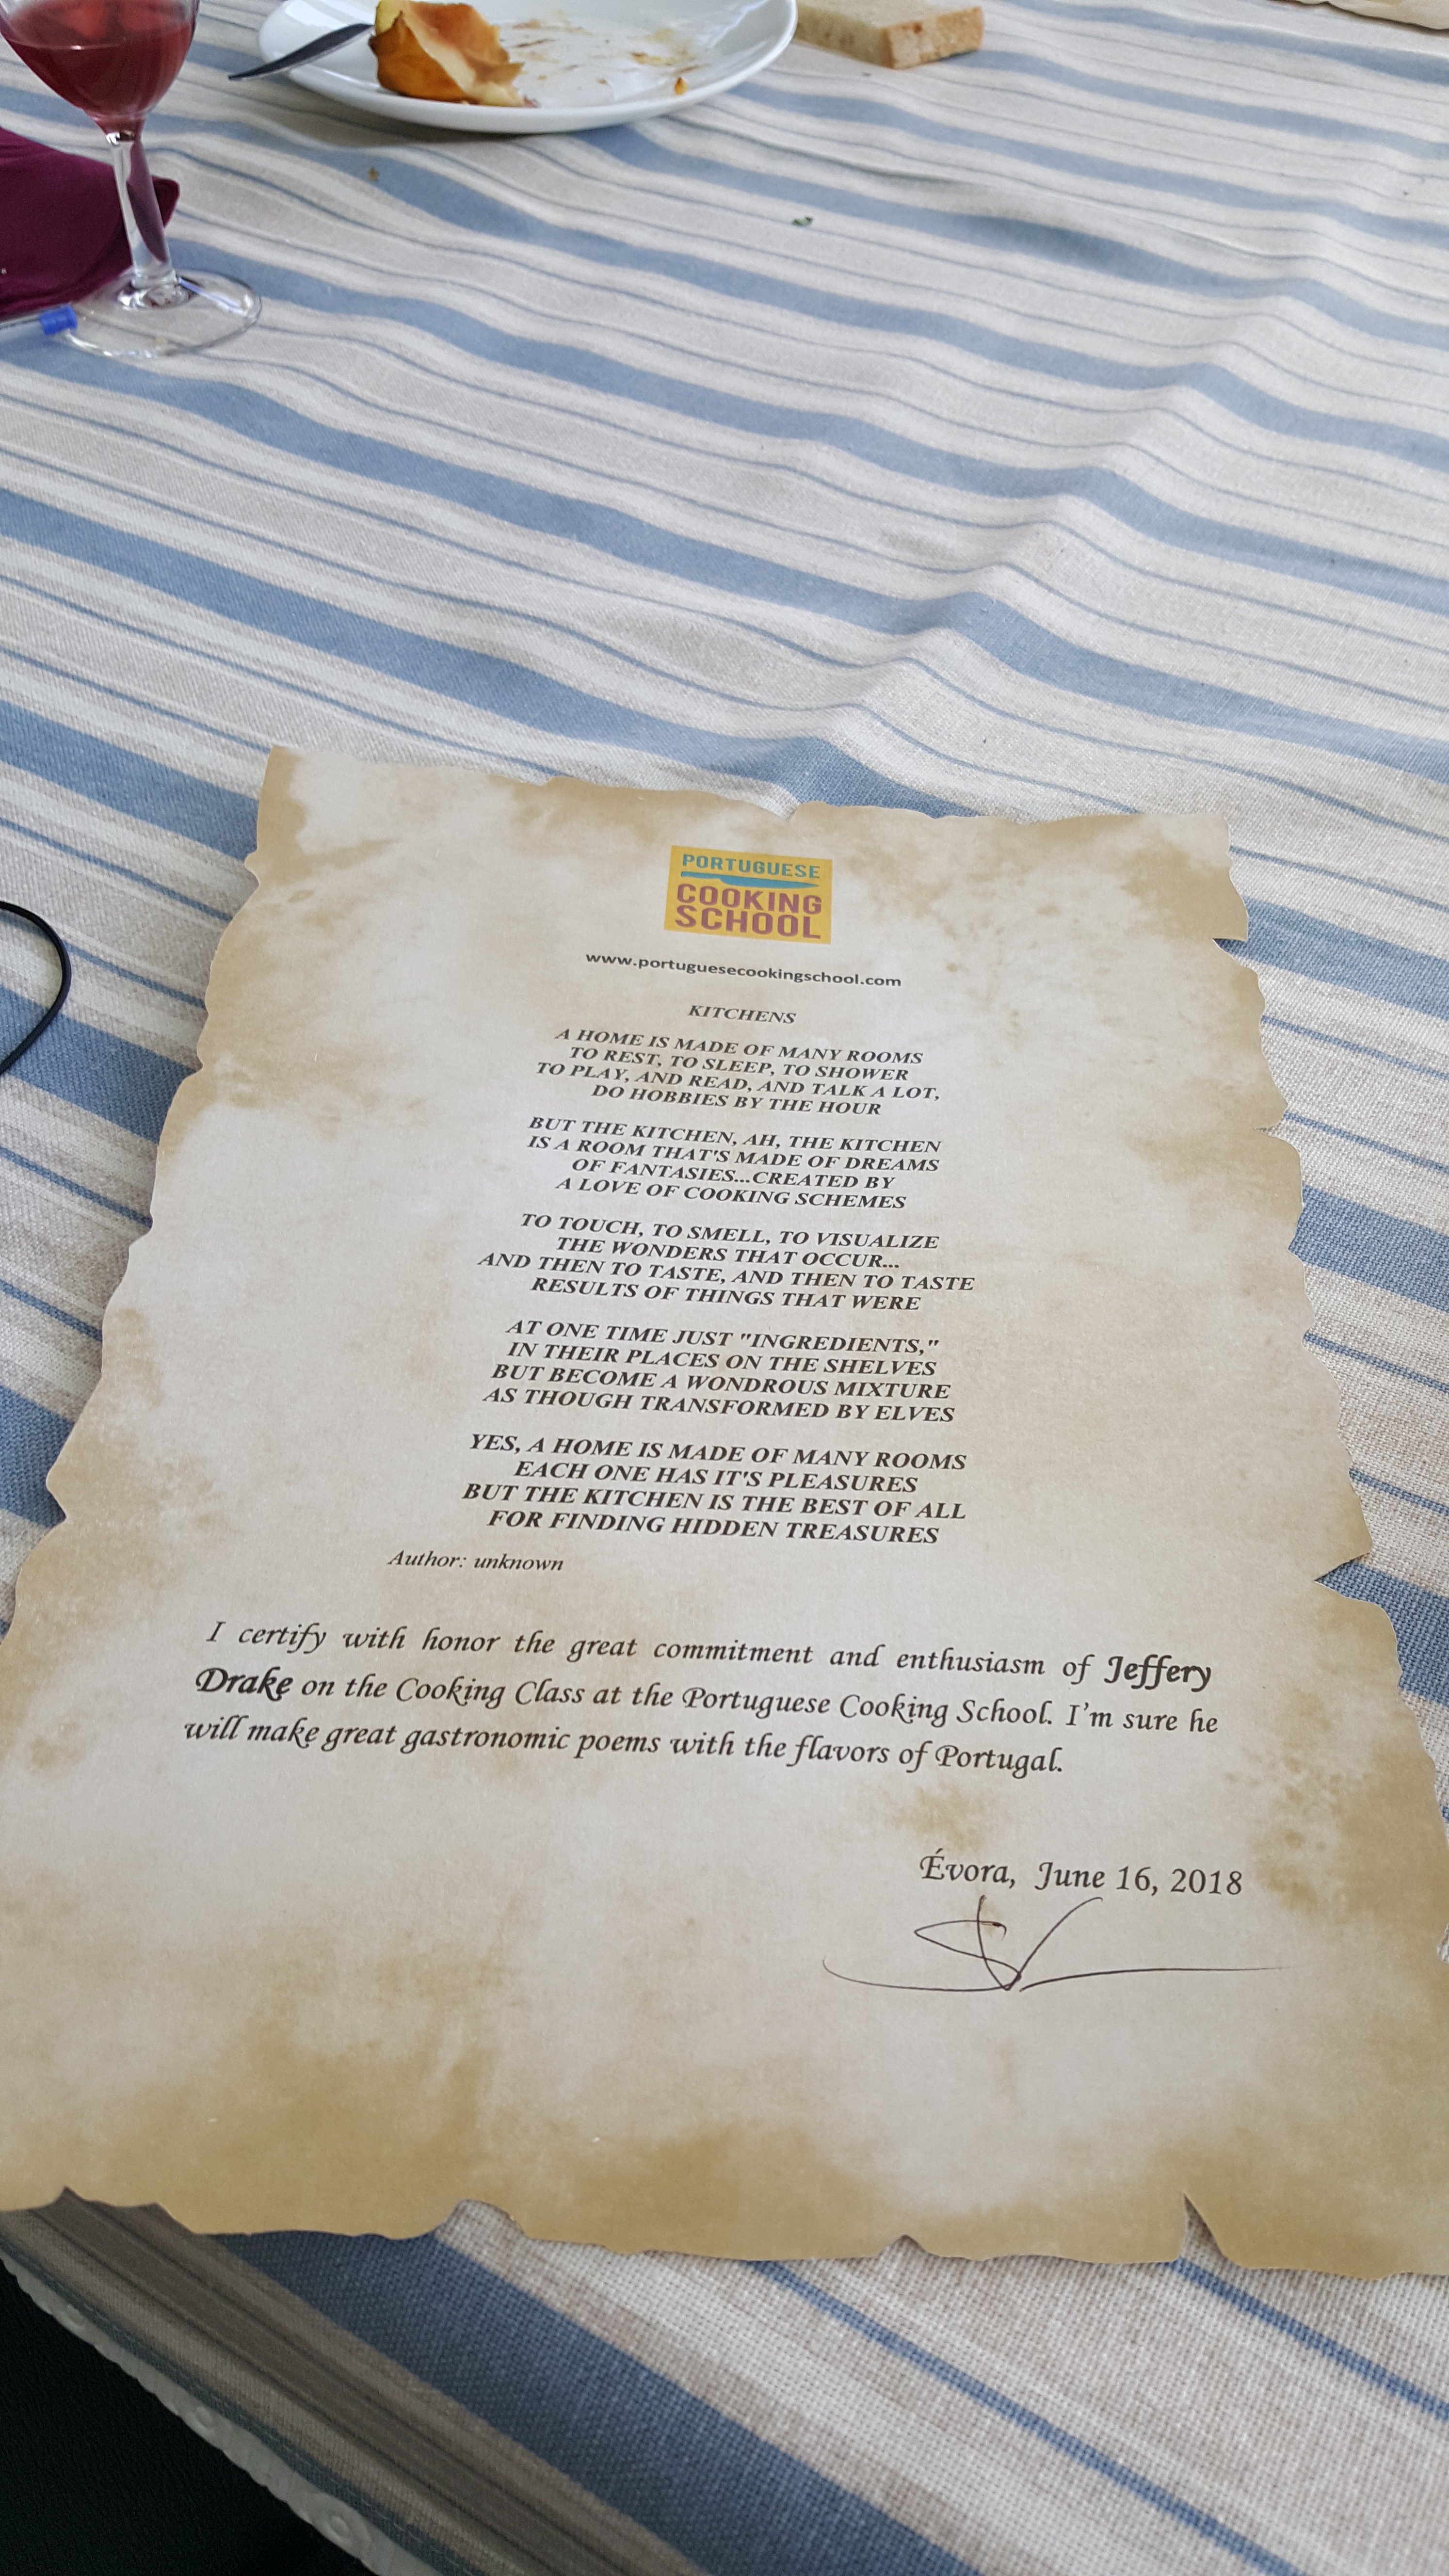 PORTUGUESE
COOKING
SCHOOL
www.portuguesecookingschool.com
KITCHENS
A HOME IS MADE OF MANY ROOMS
TO REST, TO SLEEP, TO SHOWER
TO PLAY, AND READ, AND TALK A LOT,
DO HOBBIES BY THE HOUR
BUT THE KITCHEN, AH, THE KITCHEN
IS A ROOM THAT'S MADE OF DREAMS
OF FANTASIES...CREATED BY
A LOVE OF COOKING SCHEMES
TO TOUCH, TO SMELL, TO VISUALIZE
THE WONDERS THAT OCCUR...
AND THEN TO TASTE, AND THEN TO TASTE
RESULTS OF THINGS THAT WERE
AT ONE TIME JUST "INGREDIENTS,"
IN THEIR PLACES ON THE SHELVES
BUT BECOME A WONDROUS MIXTURE
AS THOUGH TRANSFORMED BY ELVES
YES, A HOME IS MADE OF MANY ROOMS
EACH ONE HAS IT'S PLEASURES
BUT THE KITCHEN IS THE BEST OF ALL
FOR FINDING HIDDEN TREASURES
Author: unknown
I certify with honor the great commitment and enthusiasm of Jeffery
Drake on the Cooking Class at the Portuguese Cooking School. I'm sure he
will make great gastronomic poems with the flavors of Portugal.
Évora, June 16, 2018